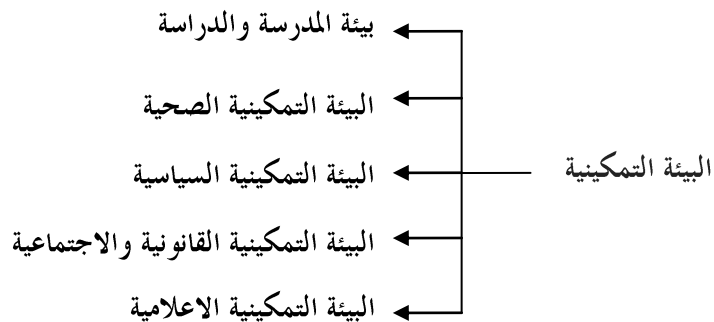 بيئة المدرسة والدراسة
البيئة التمكينية الصحية
البيئة التمكينية السياسية
البيئة التمكينية
البيئة التمكينية القانونية والاجتماعية
البيئة التمكينية الاعلامية